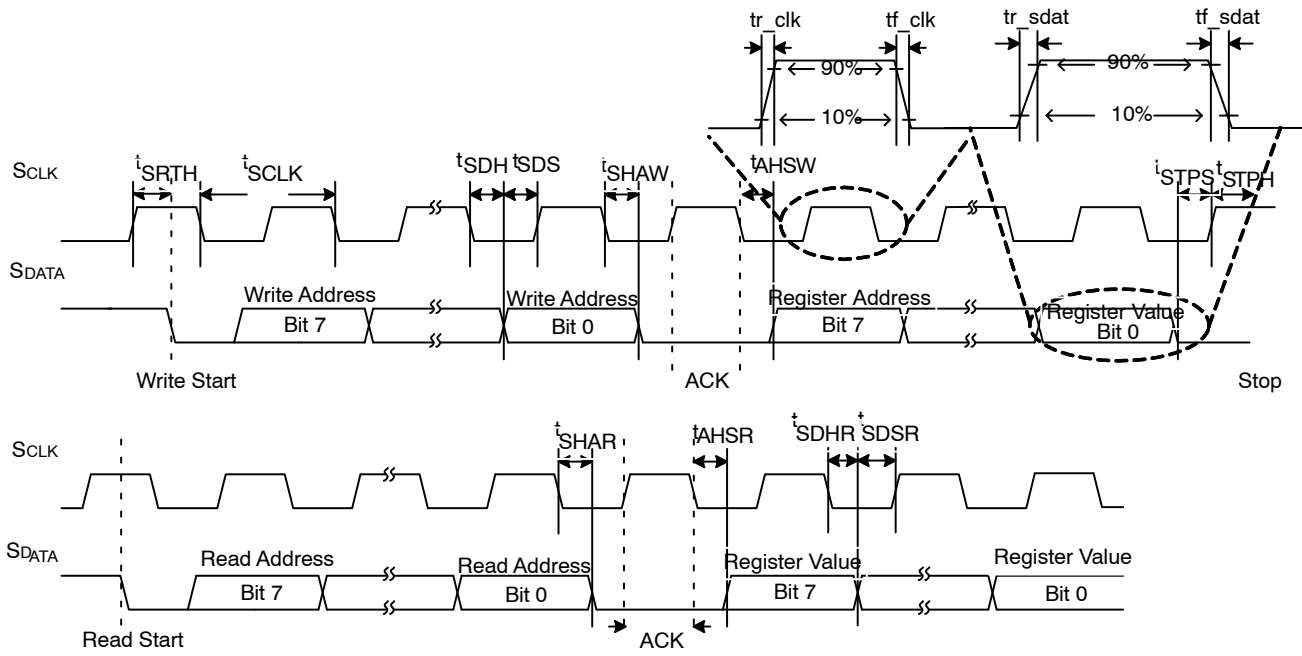 tr_clk tf_clk tr_sdat tf_sdat
90% 90%
10% 10%
SCLK tSRTH tSCLK tSDH tSDS tSHAW tAHSW tSTPS tSTPH
SDATA
Write Address Write Address Register Address Register Value
Bit 7 Bit 0 Bit 7 Bit 0
Write Start ACK Stop
SCLK tSHAR tAHSR tSDHR tSDSR
SDATA
Read Address Read Address Register Value Register Value
Bit 7 Bit 0 Bit 7 Bit 0
Read Start ACK